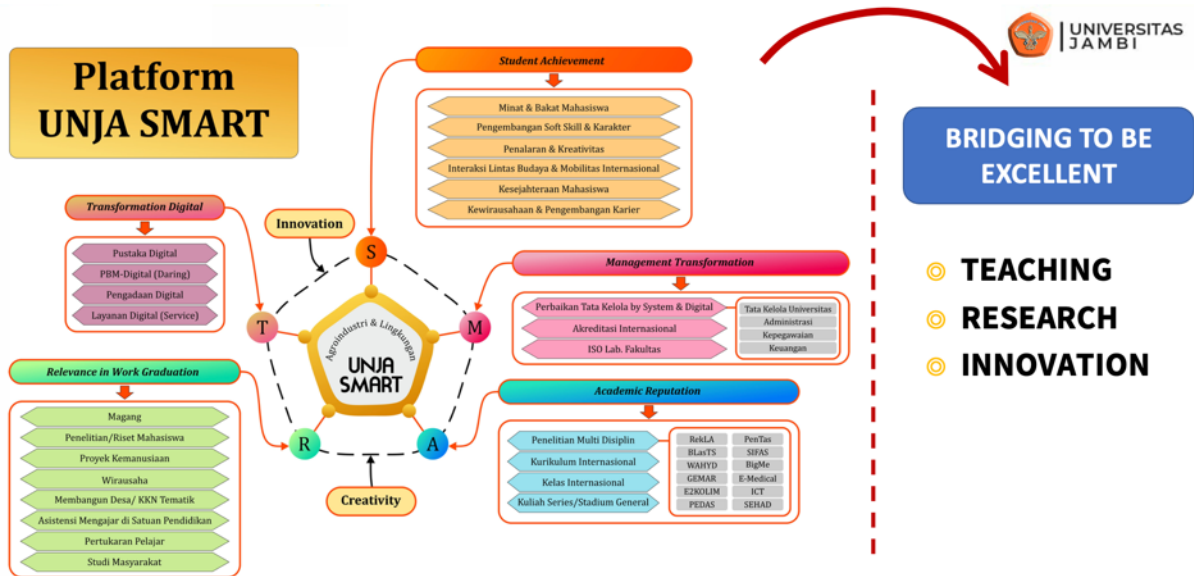 Platform
UNJA SMART
Student Achievement
Minat & Bakat Mahasiswa
Pengembangan Soft Skill & Karakter
Penalaran & Kreativitas
Interaksi Lintas Budaya & Mobilitas Internasional
Kesejahteraan Mahasiswa
Kewirausahaan & Pengembangan Karier
Transformation Digital
Pustaka Digital
PBM-Digital (Daring)
Pengadaan Digital
Layanan Digital (Service)
Innovation
S
T
M
R
A
Agroindustri & Lingkungan
UNJA
SMART
Creativity
Management Transformation
Perbaikan Tata Kelola by System & Digital
Akreditasi Internasional
ISO Lab. Fakultas
Tata Kelola Universitas
Administrasi
Kepegawaian
Keuangan
Relevance in Work Graduation
Magang
Penelitian/Riset Mahasiswa
Proyek Kemanusiaan
Wirausaha
Membangun Desa/ KKN Tematik
Asistensi Mengajar di Satuan Pendidikan
Pertukaran Pelajar
Studi Masyarakat
Academic Reputation
Penelitian Multi Disiplin
Kurikulum Internasional
Kelas Internasional
Kuliah Series/Stadium General
RekLA
BLasTS
WAHYD
GEMAR
E2KOLIM
PEDAS
PenTas
SIFAS
BigMe
E-Medical
ICT
SEHAD
UNIVERSITAS
JAMBI
BRIDGING TO BE
EXCELLENT
TEACHING
RESEARCH
INNOVATION